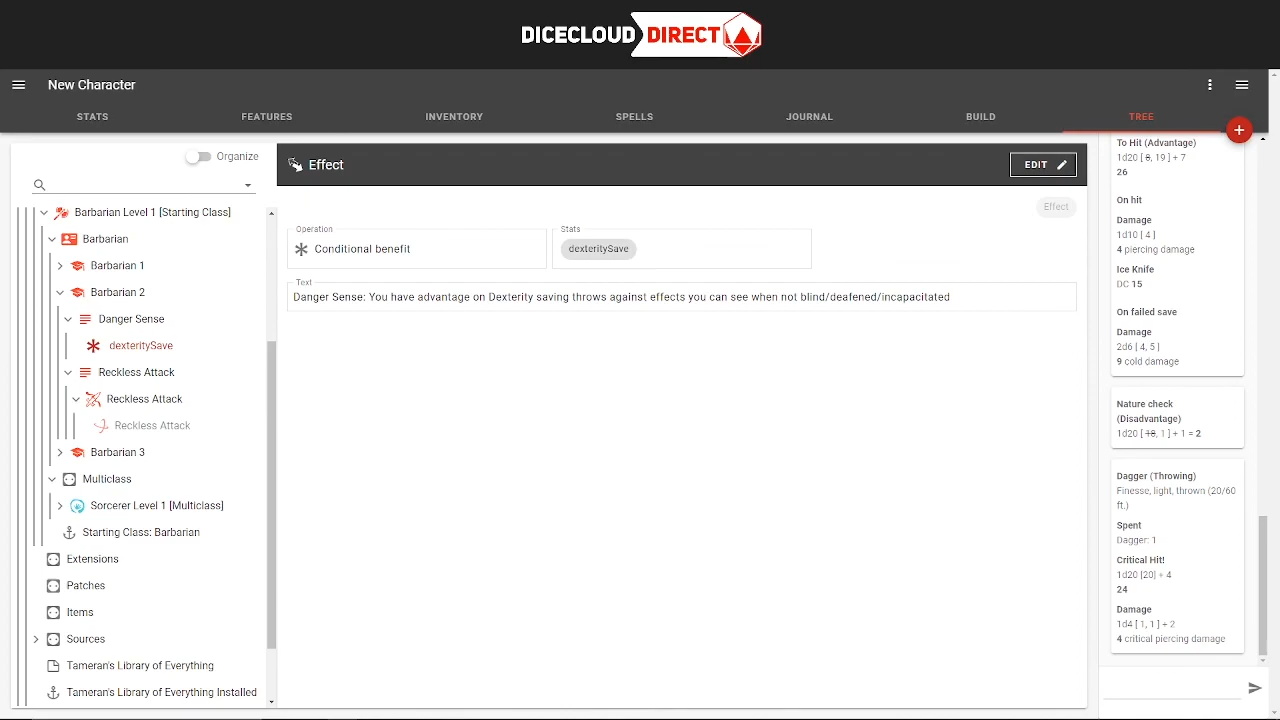 DICECLOUD DIRECT
New Character
STATS
FEATURES
INVENTORY
SPELLS
JOURNAL
BUILD
TREE
Organize
Barbarian Level 1 [Starting Class]
Barbarian
Barbarian 1
Barbarian 2
Danger Sense
dexteritySave
Reckless Attack
Reckless Attack
Reckless Attack
Barbarian 3
Multiclass
Sorcerer Level 1 [Multiclass]
Starting Class: Barbarian
Extensions
Patches
Items
Sources
Tameran's Library of Everything
Tameran's Library of Everything Installed
Effect
EDIT
Effect
Operation
Conditional benefit
Stats
dexteritySave
Text
Danger Sense: You have advantage on Dexterity saving throws against effects you can see when not blind/deafened/incapacitated
To Hit (Advantage)
1d20 [ 8, 19 ] + 7
26
On hit
Damage
1d10 [ 4 ]
4 piercing damage
Ice Knife
DC 15
On failed save
Damage
2d6 [ 4, 5 ]
9 cold damage
Nature check
(Disadvantage)
1d20 [ 18, 1 ] + 1 = 2
Dagger (Throwing)
Finesse, light, thrown (20/60
ft.)
Spent
Dagger: 1
Critical Hit!
1d20 [20] + 4
24
Damage
1d4 [ 1, 1 ] + 2
4 critical piercing damage